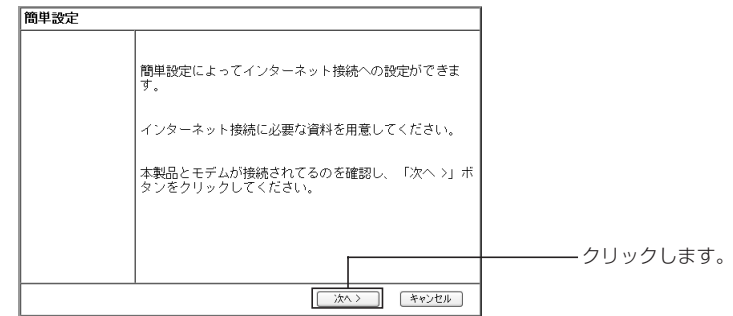 簡単設定
簡単設定によってインターネット接続への設定ができま
す。
インターネット接続に必要な資料を用意してください。
本製品とモデムが接続されてるのを確認し、「次へ >」ボ
タンをクリックしてください。
クリックします。
次へ >
キャンセル